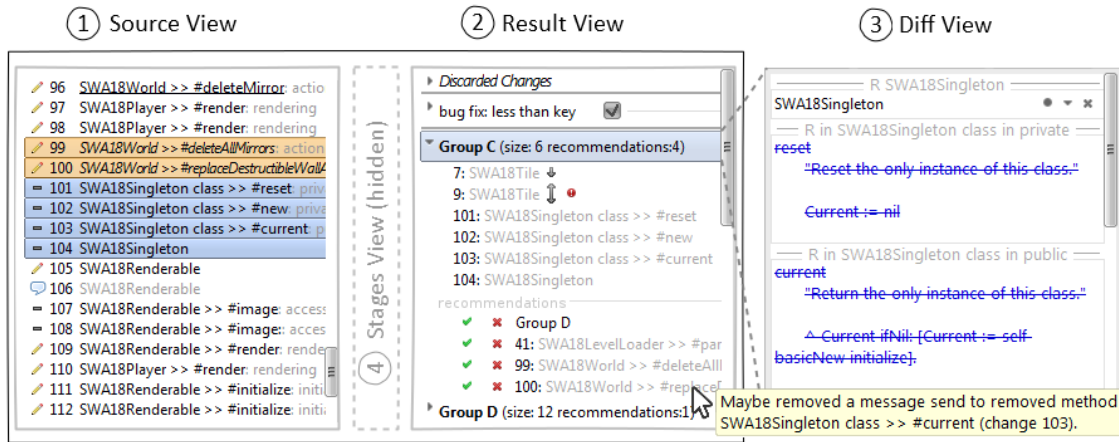 1 Source View
2 Result View
3 Diff View
96 SWA18World >> #deleteMirror: actio
97 SWA18Player >> #render: rendering
98 SWA18Player >> #render: rendering
99 SWA18World >> #deleteAllMirrors: action
100 SWA18World >> #replaceDestructibleWallA
101 SWA18Singleton class >> #reset: priv
102 SWA18Singleton class >> #new: priva
103 SWA18Singleton class >> #current: p
104 SWA18Singleton
105 SWA18Renderable
106 SWA18Renderable
107 SWA18Renderable >> #image: access
108 SWA18Renderable >> #image:: acces
109 SWA18Renderable >> #render: rende
110 SWA18Player >> #render: rendering
111 SWA18Renderable >> #initialize: initi
112 SWA18Renderable >> #initialize: initi
4 Stages View (hidden)
Discarded Changes
bug fix: less than key
Group C (size: 6 recommendations:4)
7: SWA18Tile
9: SWA18Tile
101: SWA18Singleton class >> #reset
102: SWA18Singleton class >> #new
103: SWA18Singleton class >> #current
104: SWA18Singleton
recommendations
Group D
41: SWA18LevelLoader >> #par
99: SWA18World >> #deleteAll
100: SWA18World >> #replace
Group D (size: 12 recommendations:1)
R SWA18Singleton
SWA18Singleton
R in SWA18Singleton class in private
reset
"Reset the only instance of this class."
Current := nil
R in SWA18Singleton class in public
current
"Return the only instance of this class."
^ Current ifNil: [Current := self
basicNew initialize].
Maybe removed a message send to removed method
SWA18Singleton class >> #current (change 103).